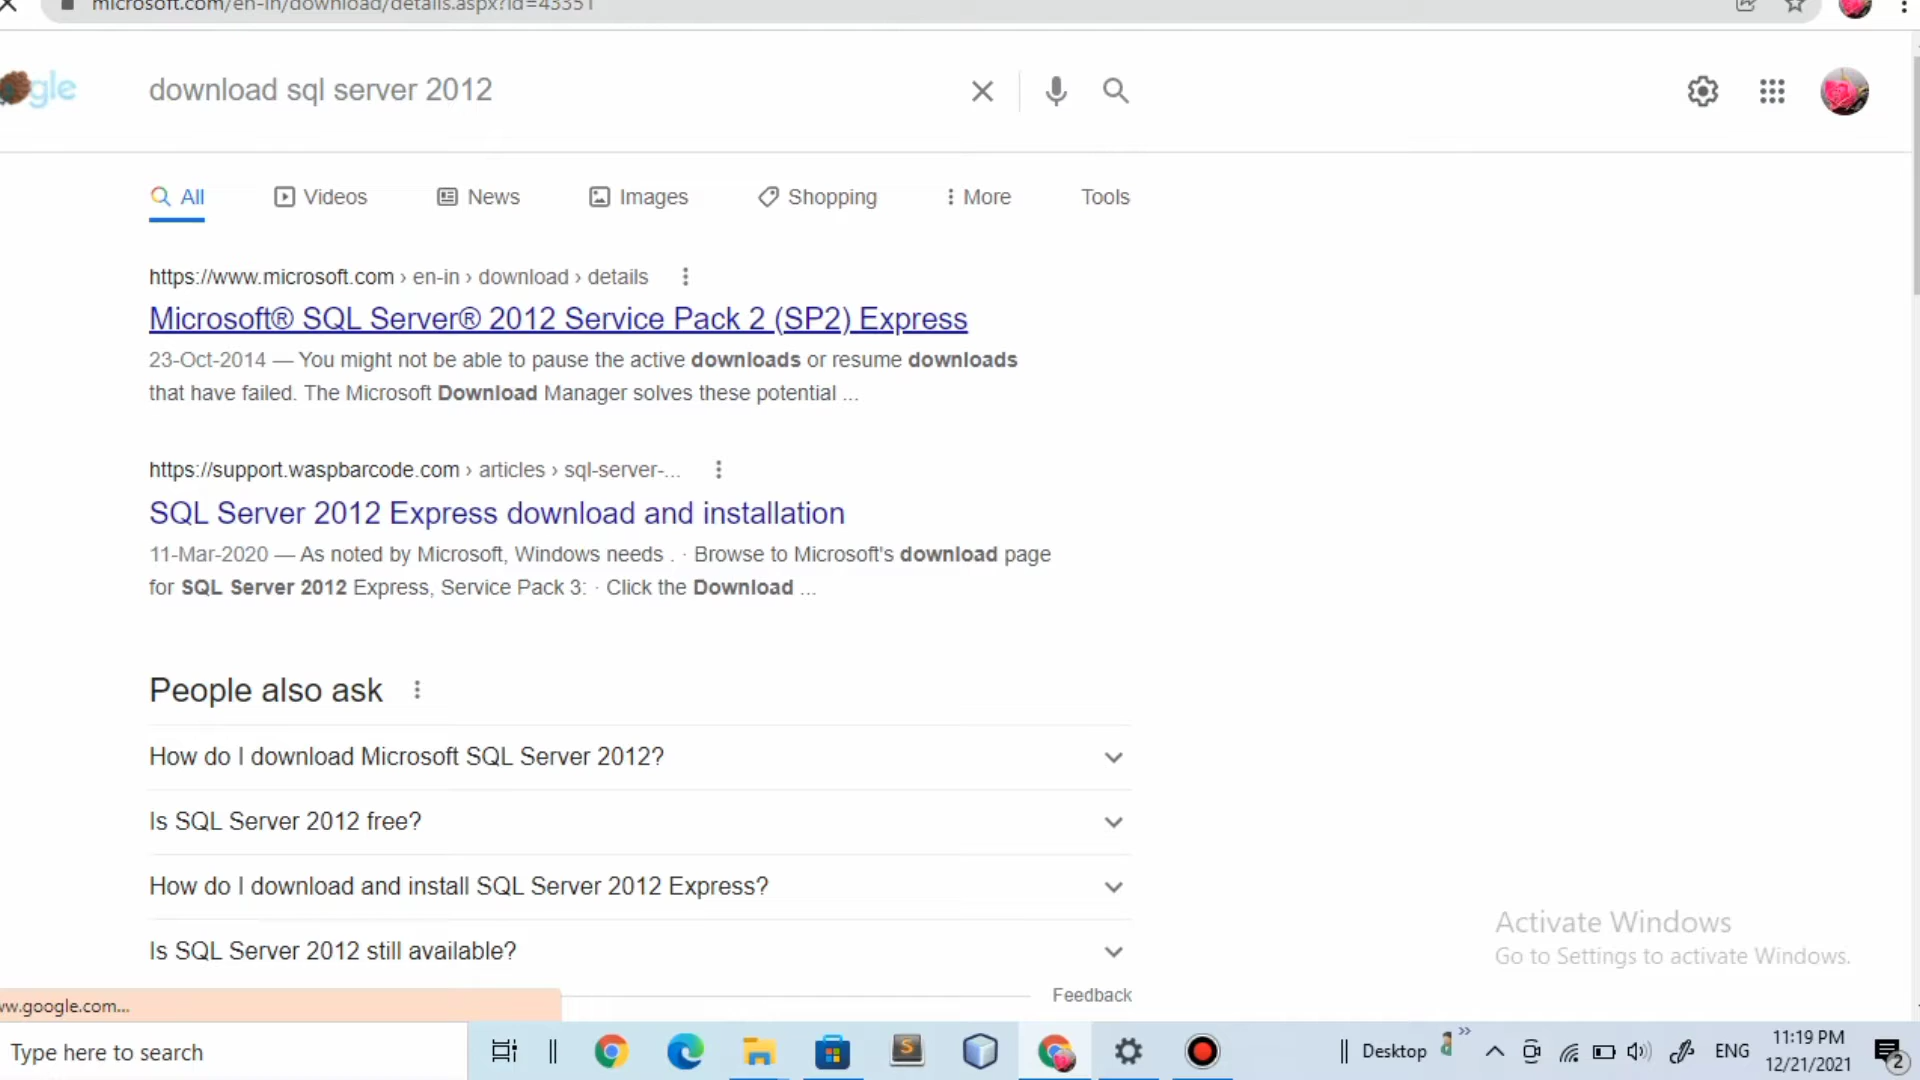 microsoft.com/en-in/download/details.aspx?id=43351
gle
download sql server 2012
All Videos News Images Shopping More Tools
https://www.microsoft.com › en-in › download › details
Microsoft® SQL Server® 2012 Service Pack 2 (SP2) Express
23-Oct-2014 — You might not be able to pause the active downloads or resume downloads
that have failed. The Microsoft Download Manager solves these potential ...
https://support.waspbarcode.com › articles › sql-server-...
SQL Server 2012 Express download and installation
11-Mar-2020 — As noted by Microsoft, Windows needs . · Browse to Microsoft's download page
for SQL Server 2012 Express, Service Pack 3: · Click the Download ...
People also ask
How do I download Microsoft SQL Server 2012?
Is SQL Server 2012 free?
How do I download and install SQL Server 2012 Express?
Is SQL Server 2012 still available?
Activate Windows
Go to Settings to activate Windows.
Feedback
ww.google.com...
Type here to search
S
Desktop
»
ENG
11:19 PM
12/21/2021
2